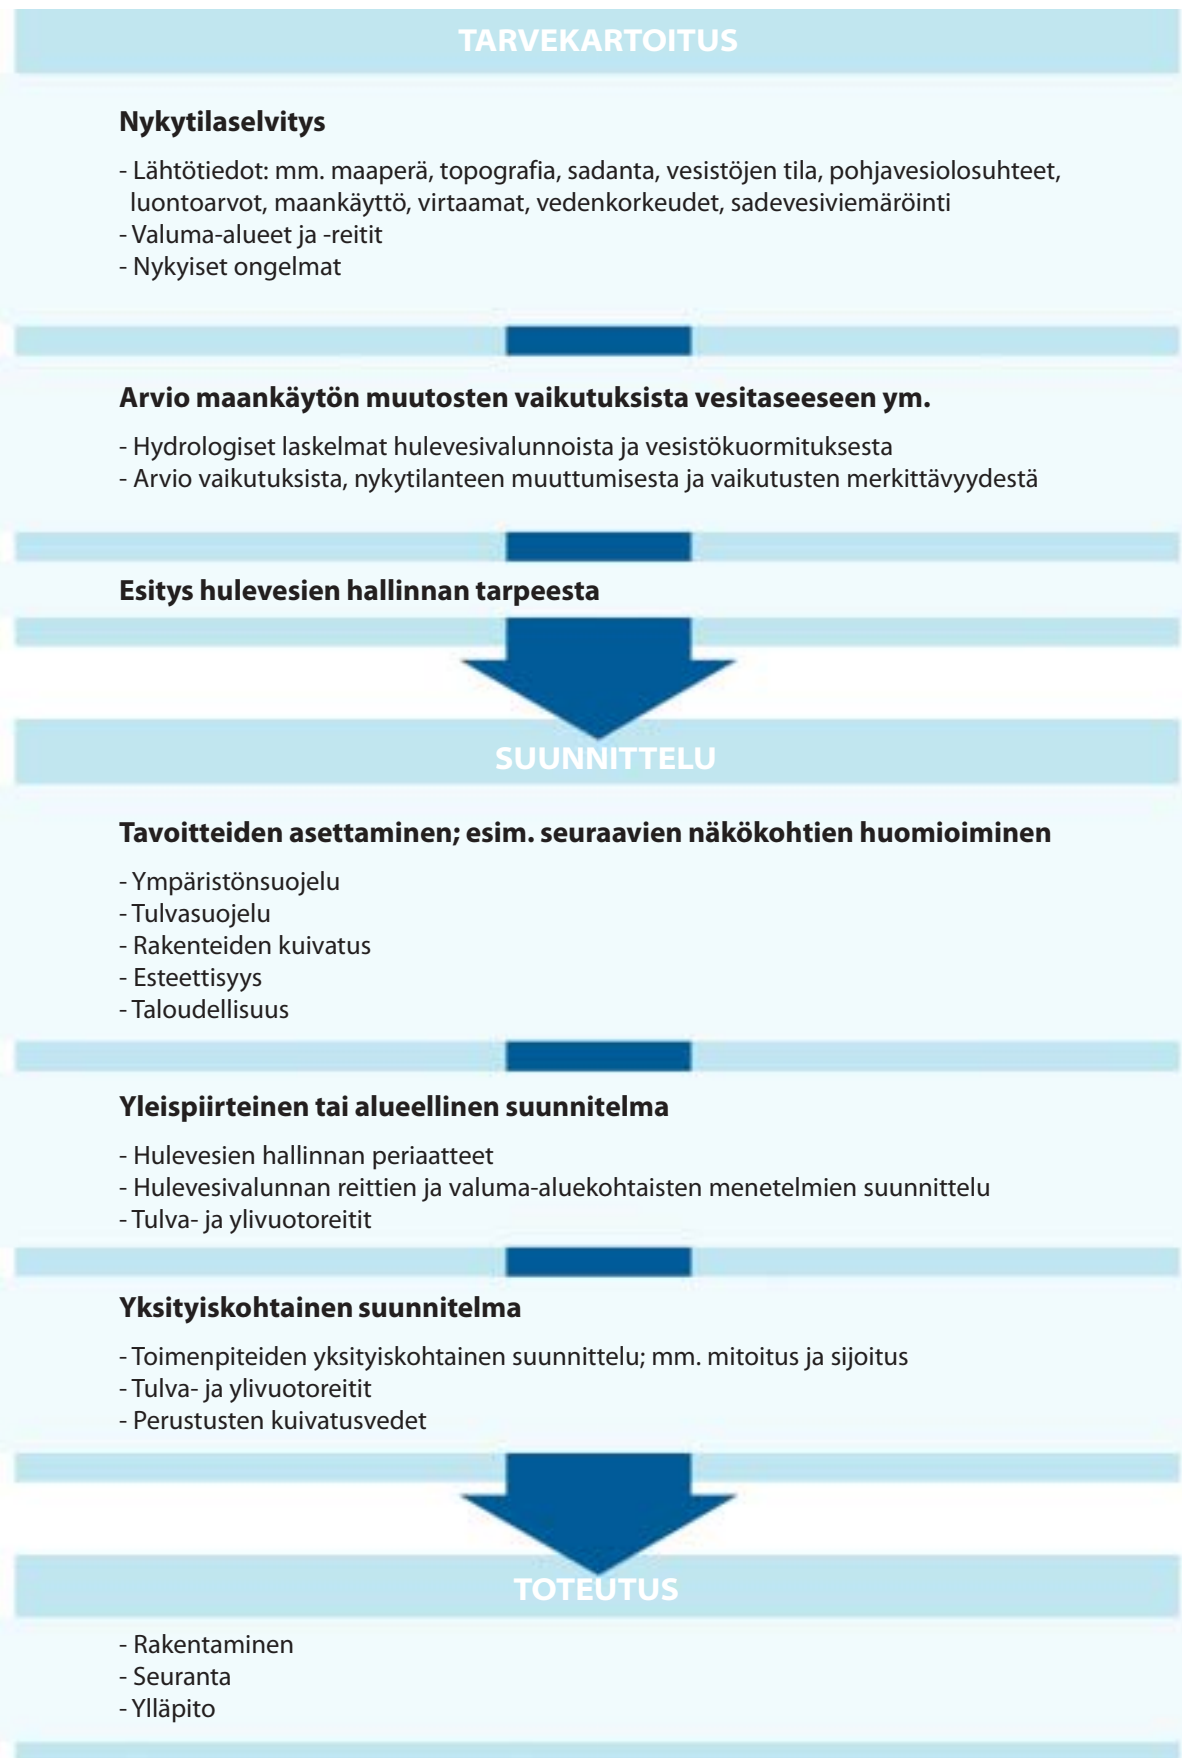 TARVEKARTOITUS
Nykytilaselvitys
- Lähtötiedot: mm. maaperä, topografia, sadanta, vesistöjen tila, pohjavesiolosuhteet,
luontoarvot, maankäyttö, virtaamat, vedenkorkeudet, sadevesiviemäröinti
- Valuma-alueet ja -reitit
- Nykyiset ongelmat
Arvio maankäytön muutosten vaikutuksista vesitaseeseen ym.
- Hydrologiset laskelmat hulevesivalunnoista ja vesistökuormituksesta
- Arvio vaikutuksista, nykytilanteen muuttumisesta ja vaikutusten merkittävyydestä
Esitys hulevesien hallinnan tarpeesta
SUUNNITTELU
Tavoitteiden asettaminen; esim. seuraavien näkökohtien huomioiminen
- Ympäristönsuojelu
- Tulvasuojelu
- Rakenteiden kuivatus
- Esteettisyys
- Taloudellisuus
Yleispiirteinen tai alueellinen suunnitelma
- Hulevesien hallinnan periaatteet
- Hulevesivalunnan reittien ja valuma-aluekohtaisten menetelmien suunnittelu
- Tulva- ja ylivuotoreitit
Yksityiskohtainen suunnitelma
- Toimenpiteiden yksityiskohtainen suunnittelu; mm. mitoitus ja sijoitus
- Tulva- ja ylivuotoreitit
- Perustusten kuivatusvedet
TOTEUTUS
- Rakentaminen
- Seuranta
- Ylläpito